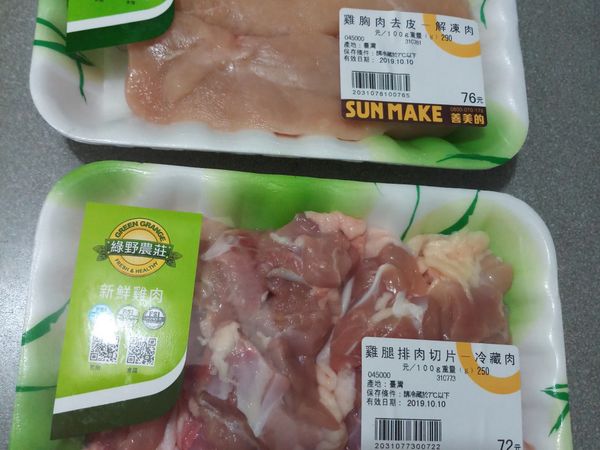 雞胸肉去皮－解凍肉
元／100g重量（g）290
045000
310761
產地：臺灣
保存條件：請冷藏於7℃以下
有效日期：2019.10.10
2031076100765
76元
SUN MAKE
0800-070-178
善美的
GREEN GRANGE
綠野農莊
FRESH & HEALTHY
新鮮雞肉
雞腿排肉切片－冷藏肉
元／100g重量（g）250
045000
310773
產地：臺灣
保存條件：請冷藏於7℃以下
有效日期：2019.10.10
2031077300722
72元